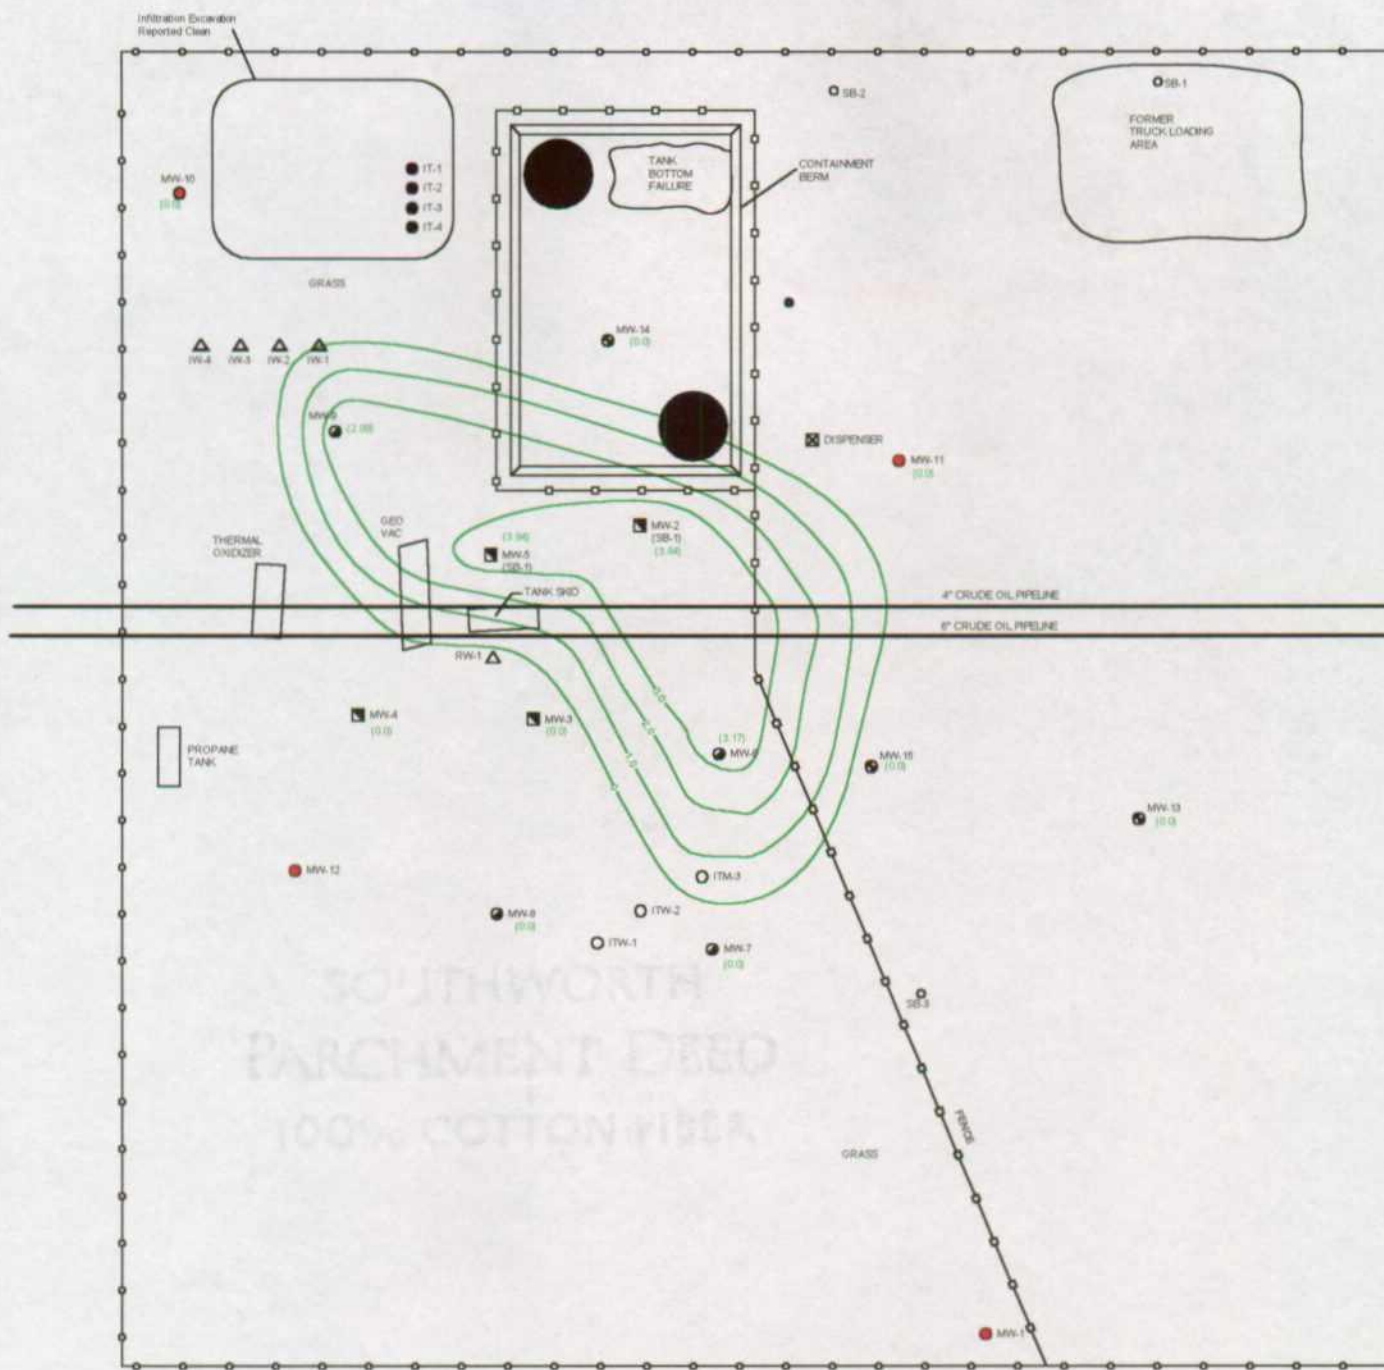 Infiltration Excavation
Reported Clean
SB-2
SB-1
FORMER
TRUCK LOADING
AREA
TANK
BOTTOM
FAILURE
CONTAINMENT
BERM
MW-10
(0.0)
IT-1
IT-2
IT-3
IT-4
GRASS
MW-14
(0.0)
IW-4
IW-3
IW-2
IW-1
MW-9
DISPENSER
MW-11
(0.0)
GEO
VAC
THERMAL
OXIDIZER
MW-5
(SB-1)
MW-2
(SB-1)
TANK SKID
4" CRUDE OIL PIPELINE
6" CRUDE OIL PIPELINE
RW-1
MW-4
(0.0)
MW-3
(0.0)
3.0
2.0
1.0
(3.17)
MW-6
MW-15
(0.0)
PROPANE
TANK
MW-13
(0.0)
MW-12
ITM-3
MW-8
(0.0)
ITW-2
ITW-1
MW-7
(0.0)
SOUTHWORTH
PARCHMENT DEED
100% COTTON FIBER
SB-3
FENCE
GRASS
MW-1